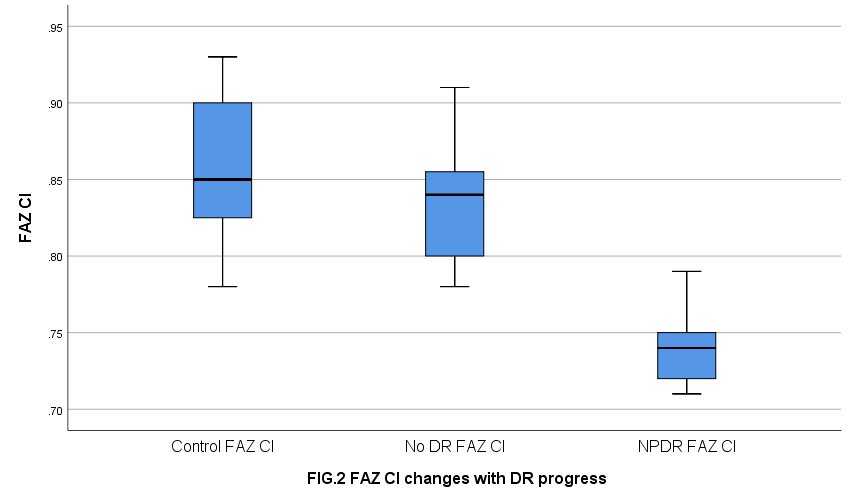 .95
.90
.85
.80
.75
.70
FAZ CI
Control FAZ CI
No DR FAZ CI
NPDR FAZ CI
FIG.2 FAZ CI changes with DR progress